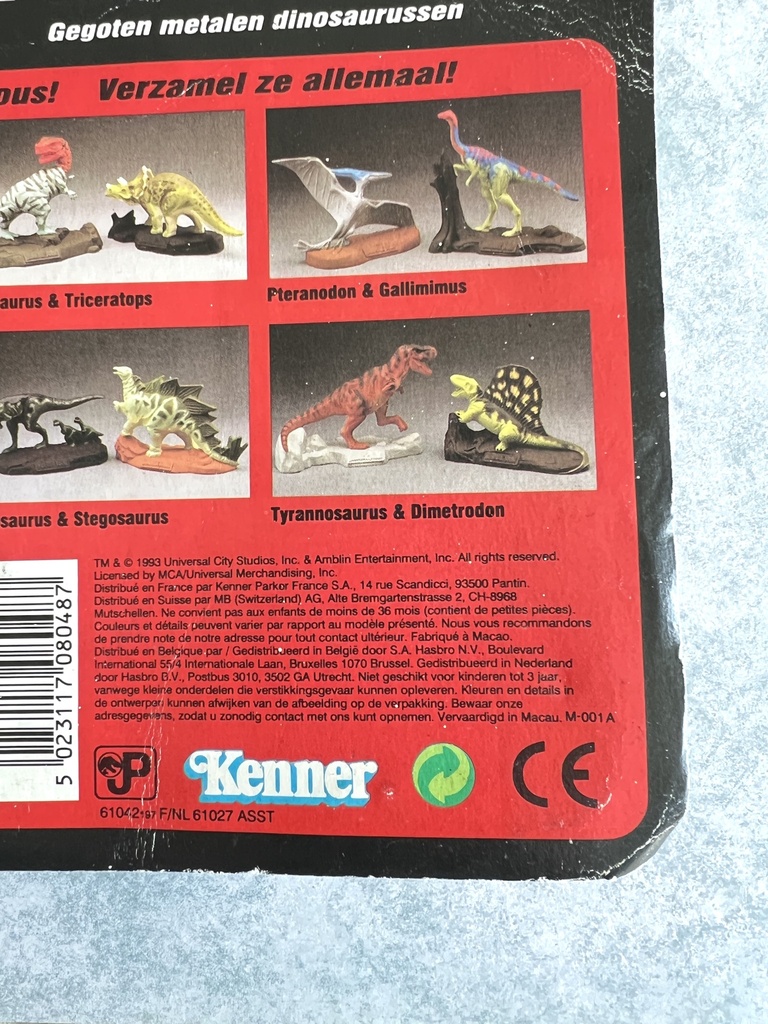 Gegoten metalen dinosaurussen
ous! Verzamel ze allemaal!
aurus & Triceratops
Pteranodon & Gallimimus
saurus & Stegosaurus
Tyrannosaurus & Dimetrodon
TM & © 1993 Universal City Studios, Inc. & Amblin Entertainment, Inc. All rights reserved.
Licensed by MCA/Universal Merchandising, Inc.
Distribué en France par Kenner Parker France S.A., 14 rue Scandicci, 93500 Pantin.
Distribué en Suisse par MB (Switzerland) AG, Alte Bremgartenstrasse 2, CH-8968
Mutschellen. Ne convient pas aux enfants de moins de 36 mois (contient de petites pièces).
Couleurs et détails peuvent varier par rapport au modèle présenté. Nous vous recommandons
de prendre note de notre adresse pour tout contact ultérieur. Fabriqué à Macao.
Distribué en Belgique par / Gedistribueerd in België door S.A. Hasbro N.V., Boulevard
International 55/4 Internationale Laan, Bruxelles 1070 Brussel. Gedistribueerd in Nederland
door Hasbro B.V., Postbus 3010, 3502 GA Utrecht. Niet geschikt voor kinderen tot 3 jaar,
vanwege kleine onderdelen die verstikkingsgevaar kunnen opleveren. Kleuren en details in
de ontwerpen kunnen afwijken van de afbeelding op de verpakking. Bewaar onze
adresgegevens, zodat u zonodig contact met ons kunt opnemen. Vervaardigd in Macau. M-001A
5 023117 080487
JP
Kenner
CE
61042 197 F/NL 61027 ASST